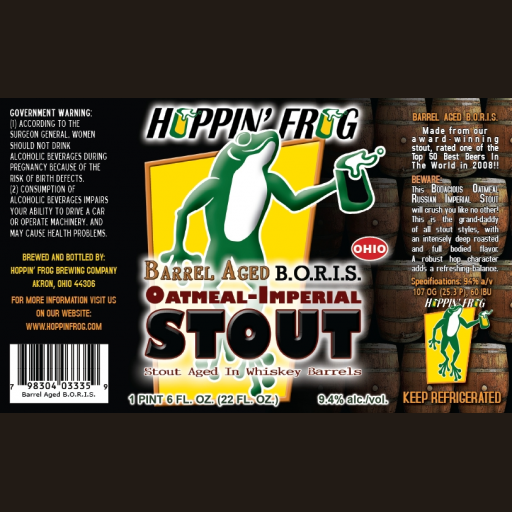 GOVERNMENT WARNING:
(1) ACCORDING TO THE
SURGEON GENERAL, WOMEN
SHOULD NOT DRINK
ALCOHOLIC BEVERAGES DURING
PREGNANCY BECAUSE OF THE
RISK OF BIRTH DEFECTS.
(2) CONSUMPTION OF
ALCOHOLIC BEVERAGES IMPAIRS
YOUR ABILITY TO DRIVE A CAR
OR OPERATE MACHINERY, AND
MAY CAUSE HEALTH PROBLEMS.
BREWED AND BOTTLED BY:
HOPPIN' FROG BREWING COMPANY
AKRON, OHIO 44306
FOR MORE INFORMATION VISIT US
ON OUR WEBSITE:
WWW.HOPPINFROG.COM
7 98304 03335 9
Barrel Aged B.O.R.I.S.
HOPPIN' FROG
OHIO
BARREL AGED B.O.R.I.S.
OATMEAL-IMPERIAL
STOUT
Stout Aged In Whiskey Barrels
1 PINT 6 FL. OZ. (22 FL. OZ.)
9.4% alc./vol.
BARREL AGED B.O.R.I.S.
Made from our
award-winning
stout, rated one of the
Top 50 Best Beers In
The World in 2008!!
BEWARE:
This BODACIOUS OATMEAL
RUSSIAN IMPERIAL STOUT
will crush you like no other!
This is the grand-daddy
of all stout styles, with
an intensely deep roasted
and full bodied flavor.
A robust hop character
adds a refreshing-balance.
Specifications: 9.4% a/v
107 OG (25.3 P), 60 IBU
HOPPIN' FROG
KEEP REFRIGERATED